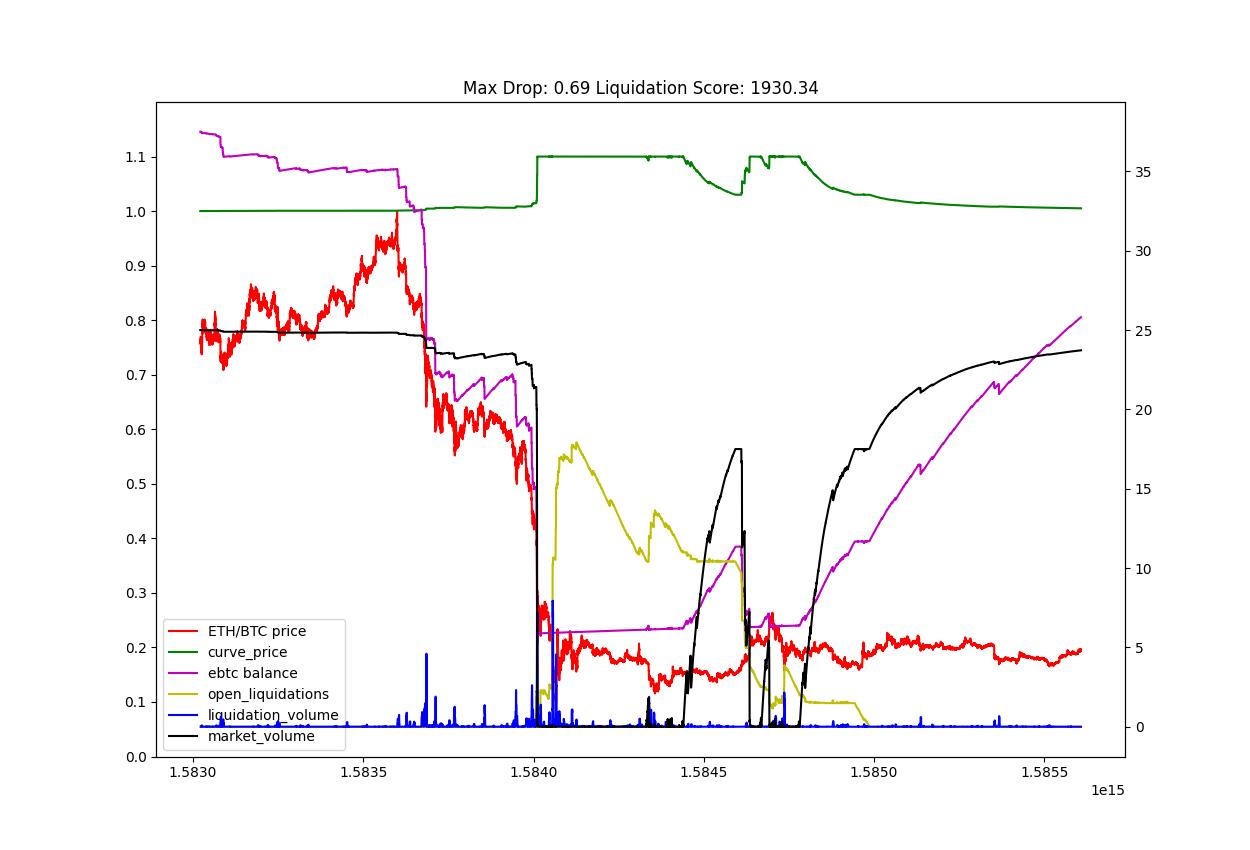 Max Drop: 0.69 Liquidation Score: 1930.34
1.1
1.0
0.9
0.8
0.7
0.6
0.5
0.4
0.3
0.2
0.1
0.0
35
30
25
20
15
10
5
0
ETH/BTC price
curve_price
ebtc balance
open_liquidations
liquidation_volume
market_volume
1.5830 1.5835 1.5840 1.5845 1.5850 1.5855
1e15